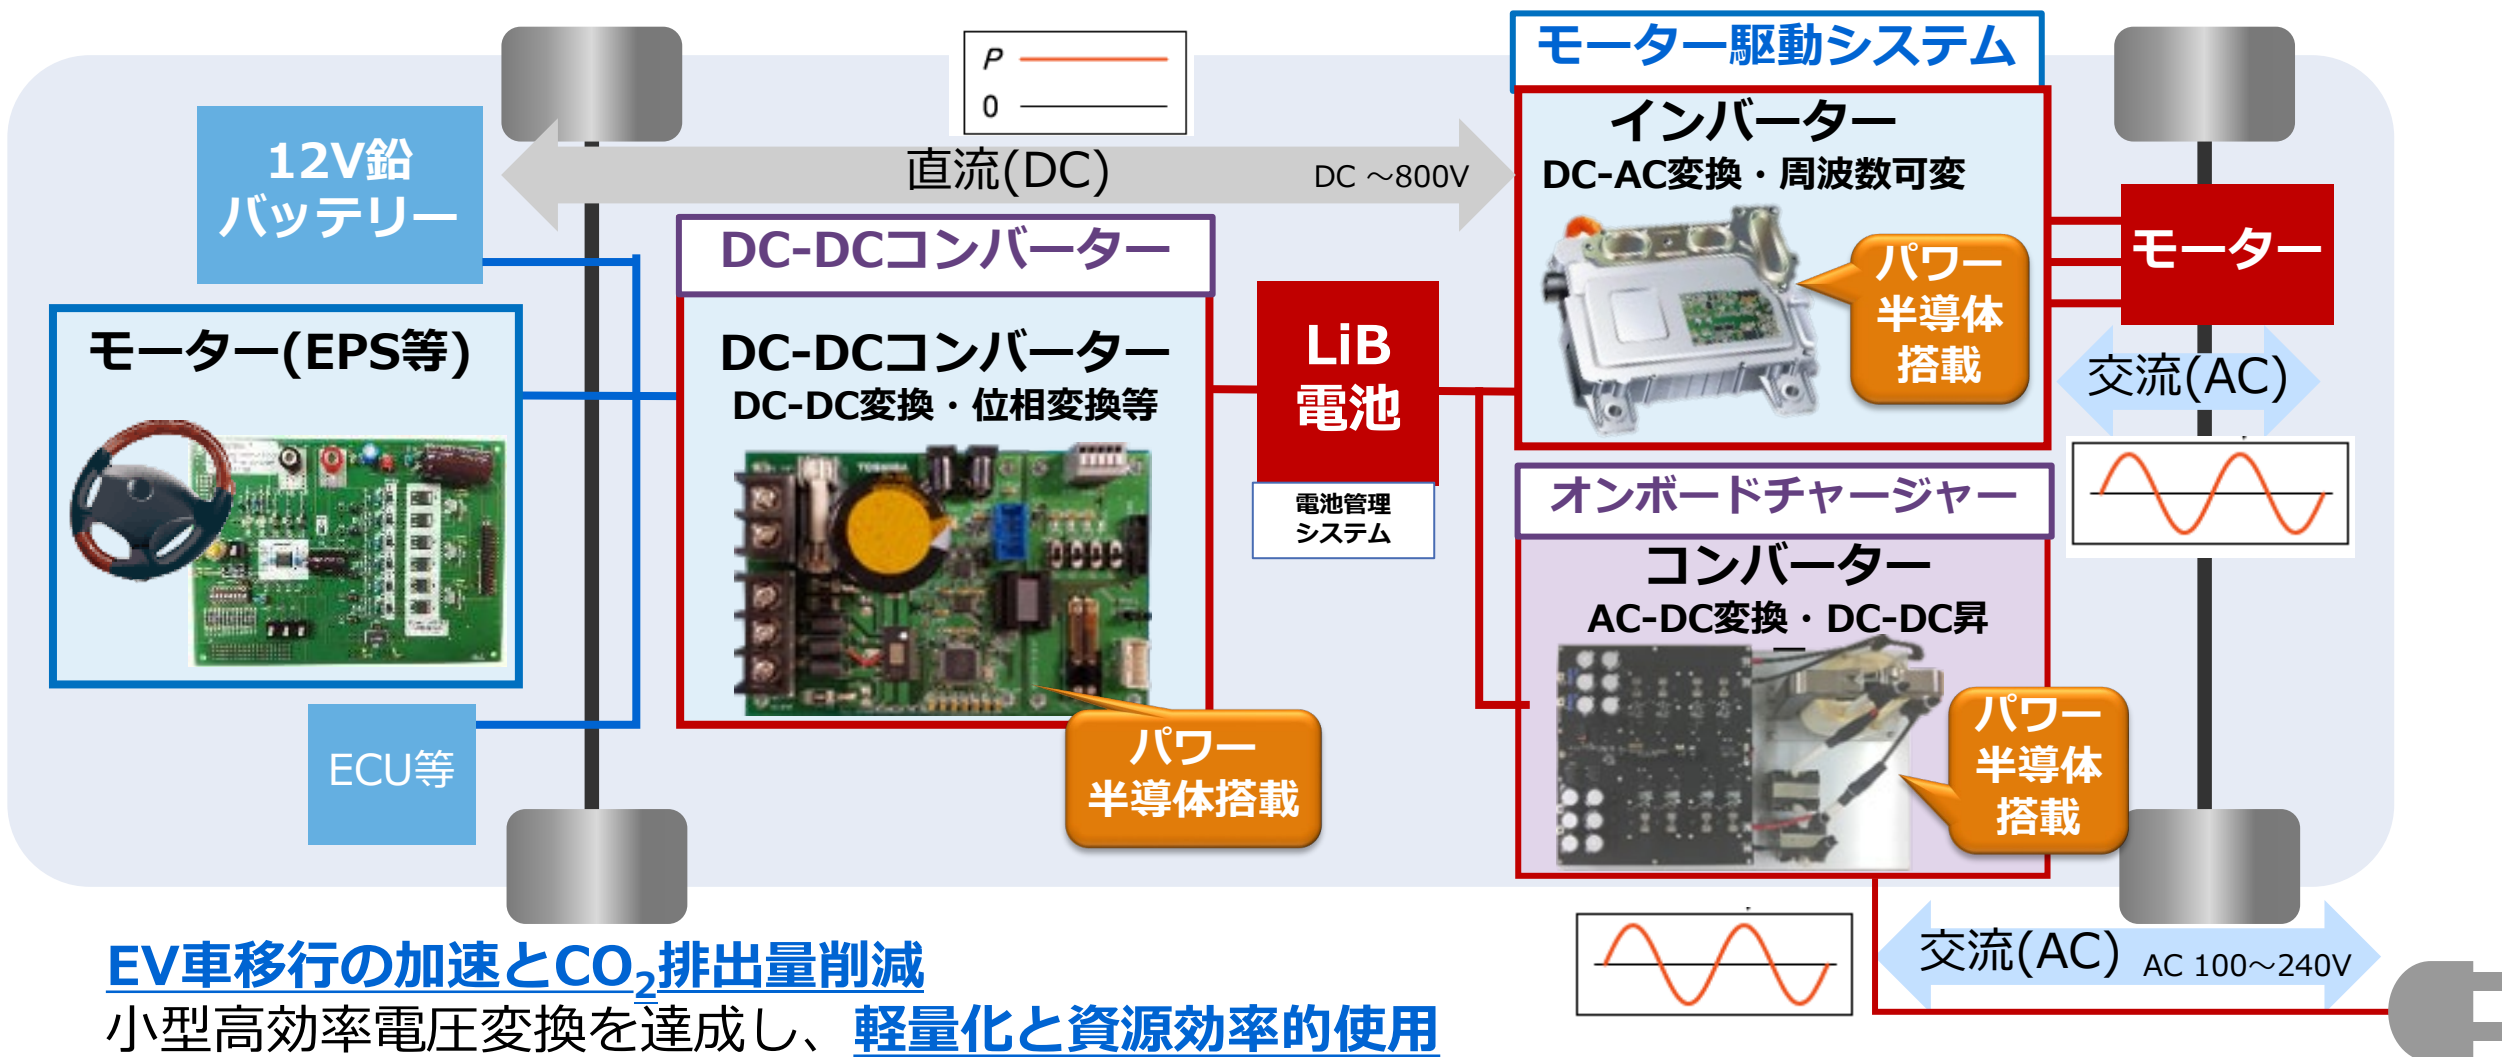 P
0
直流(DC)
DC ～800V
12V鉛
バッテリー
モーター(EPS等)
ECU等
DC-DCコンバーター
DC-DCコンバーター
DC-DC変換・位相変換等
TOSHIBA
パワー
半導体搭載
LiB
電池
電池管理
システム
モーター駆動システム
インバーター
DC-AC変換・周波数可変
パワー
半導体
搭載
モーター
交流(AC)
オンボードチャージャー
コンバーター
AC-DC変換・DC-DC昇
パワー
半導体
搭載
交流(AC)
AC 100～240V
EV車移行の加速とCO₂排出量削減
小型高効率電圧変換を達成し、軽量化と資源効率的使用